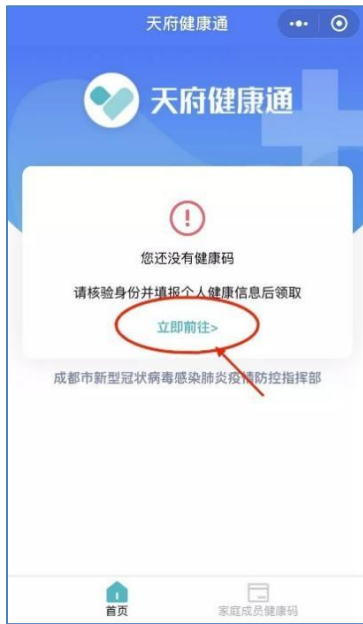 天府健康通
天府健康通
您还没有健康码
请核验身份并填报个人健康信息后领取
立即前往>
成都市新型冠状病毒感染肺炎疫情防控指挥部
首页
家庭成员健康码